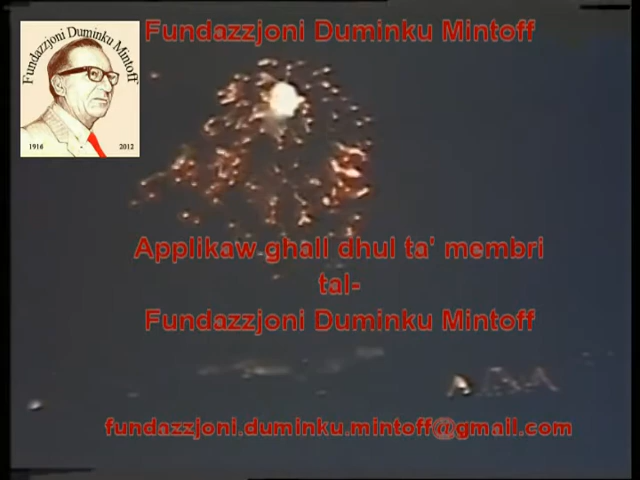 Fundazzjoni Duminku Mintoff
Fundazzjoni Duminku Mintoff
1916 2012
Applikaw ghall dhul ta' membri
tal-
Fundazzjoni Duminku Mintoff
fundazzjoni.duminku.mintoff@gmail.com